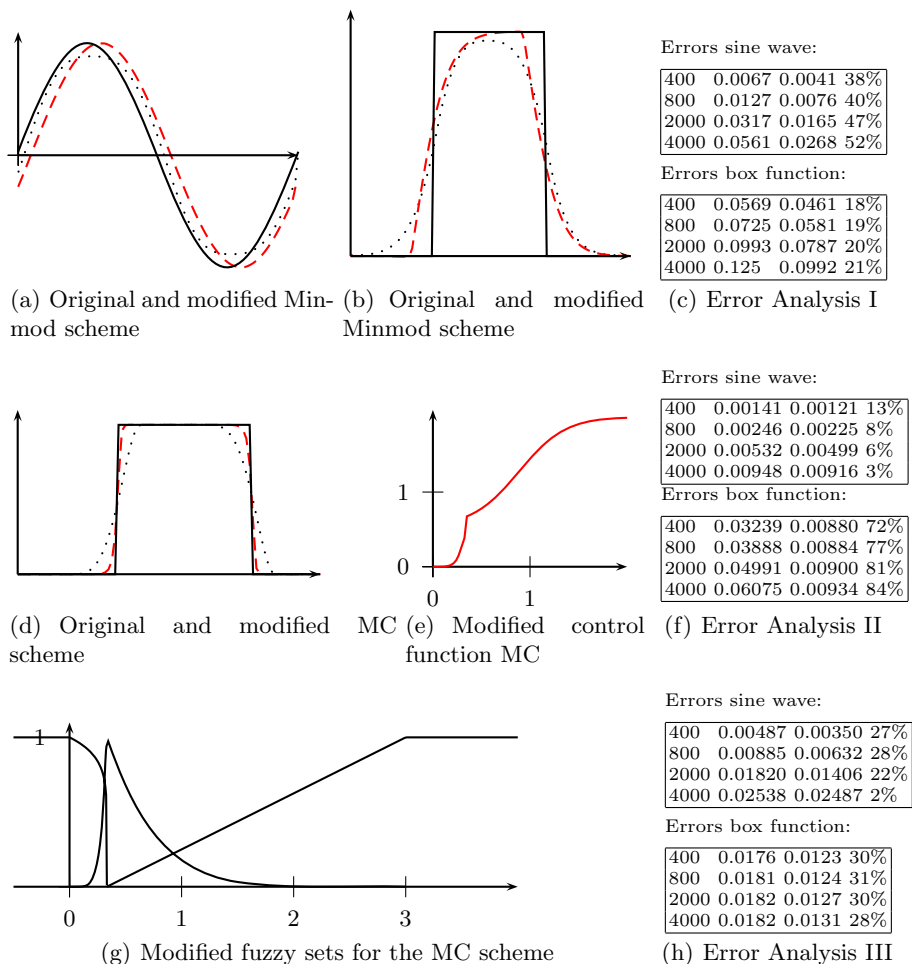 Errors sine wave:
400 0.0067 0.0041 38%
800 0.0127 0.0076 40%
2000 0.0317 0.0165 47%
4000 0.0561 0.0268 52%
Errors box function:
400 0.0569 0.0461 18%
800 0.0725 0.0581 19%
2000 0.0993 0.0787 20%
4000 0.125 0.0992 21%
(a) Original and modified Min-
mod scheme
(b) Original and modified
Minmod scheme
(c) Error Analysis I
1
0
0
1
Errors sine wave:
400 0.00141 0.00121 13%
800 0.00246 0.00225 8%
2000 0.00532 0.00499 6%
4000 0.00948 0.00916 3%
Errors box function:
400 0.03239 0.00880 72%
800 0.03888 0.00884 77%
2000 0.04991 0.00900 81%
4000 0.06075 0.00934 84%
(d) Original and modified MC
scheme
(e) Modified control
function MC
(f) Error Analysis II
1
0
1
2
3
Errors sine wave:
400 0.00487 0.00350 27%
800 0.00885 0.00632 28%
2000 0.01820 0.01406 22%
4000 0.02538 0.02487 2%
Errors box function:
400 0.0176 0.0123 30%
800 0.0181 0.0124 31%
2000 0.0182 0.0127 30%
4000 0.0182 0.0131 28%
(g) Modified fuzzy sets for the MC scheme
(h) Error Analysis III